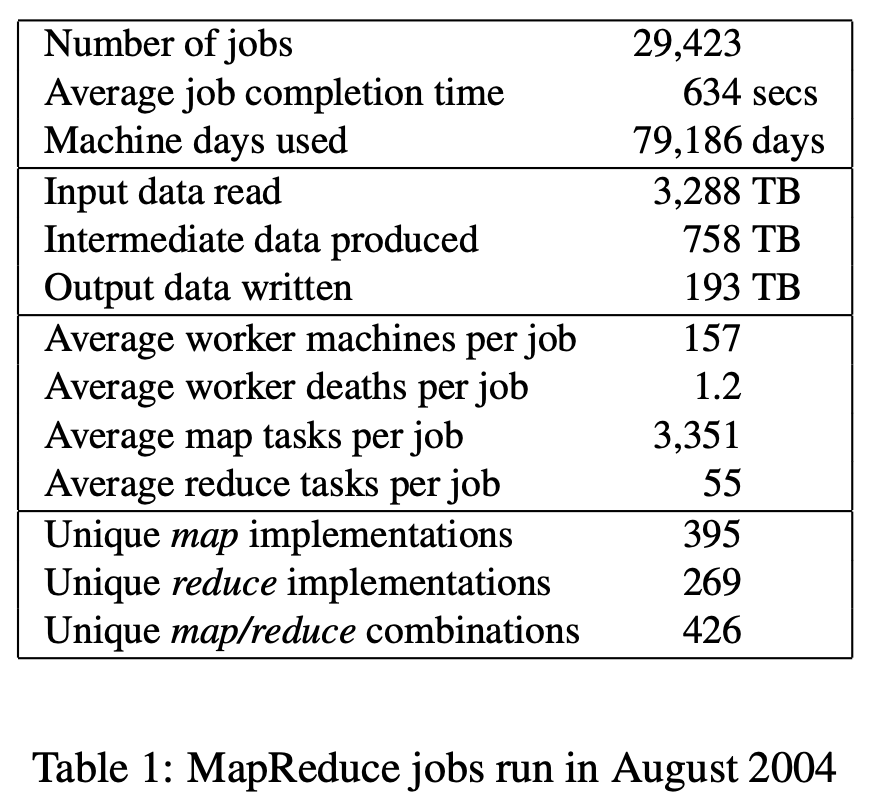 Number of jobs 29,423
Average job completion time 634 secs
Machine days used 79,186 days
Input data read 3,288 TB
Intermediate data produced 758 TB
Output data written 193 TB
Average worker machines per job 157
Average worker deaths per job 1.2
Average map tasks per job 3,351
Average reduce tasks per job 55
Unique map implementations 395
Unique reduce implementations 269
Unique map/reduce combinations 426
Table 1: MapReduce jobs run in August 2004